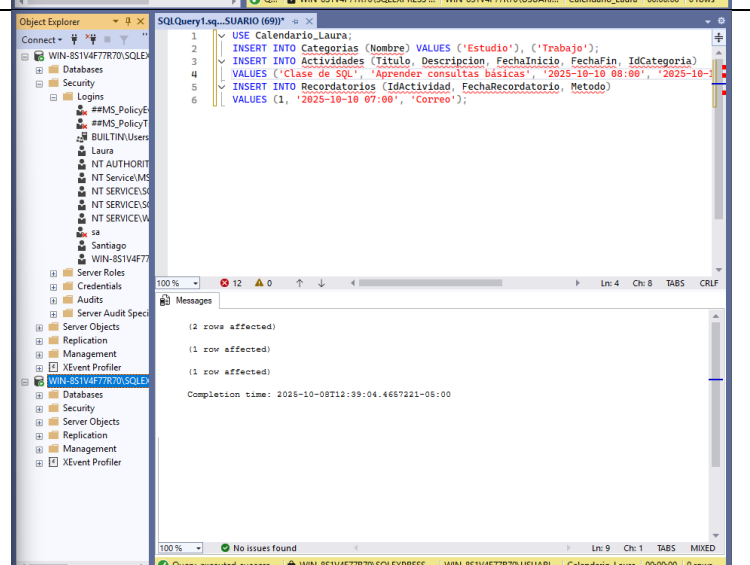 Object Explorer
Connect
WIN-8S1V4F77R70\SQLEX
Databases
Security
Logins
##MS_PolicyE
##MS_PolicyT
BUILTIN\Users
Laura
NT AUTHORIT
NT Service\MS
NT SERVICE\SQ
NT SERVICE\SQ
NT SERVICE\W
sa
Santiago
WIN-8S1V4F77
Server Roles
Credentials
Audits
Server Audit Speci
Server Objects
Replication
Management
XEvent Profiler
WIN-8S1V4F77R70\SQLEX
Databases
Security
Server Objects
Replication
Management
XEvent Profiler
SQLQuery1.sq...SUARIO (69))*
1 USE Calendario_Laura;
2 INSERT INTO Categorias (Nombre) VALUES ('Estudio'), ('Trabajo');
3 INSERT INTO Actividades (Titulo, Descripcion, FechaInicio, FechaFin, IdCategoria)
4 VALUES ('Clase de SQL', 'Aprender consultas básicas', '2025-10-10 08:00', '2025-10-1
5 INSERT INTO Recordatorios (IdActividad, FechaRecordatorio, Metodo)
6 VALUES (1, '2025-10-10 07:00', 'Correo');
100 % 12 0 Ln: 4 Ch: 8 TABS CRLF
Messages
(2 rows affected)
(1 row affected)
(1 row affected)
Completion time: 2025-10-08T12:39:04.4657221-05:00
100 % No issues found Ln: 9 Ch: 1 TABS MIXED